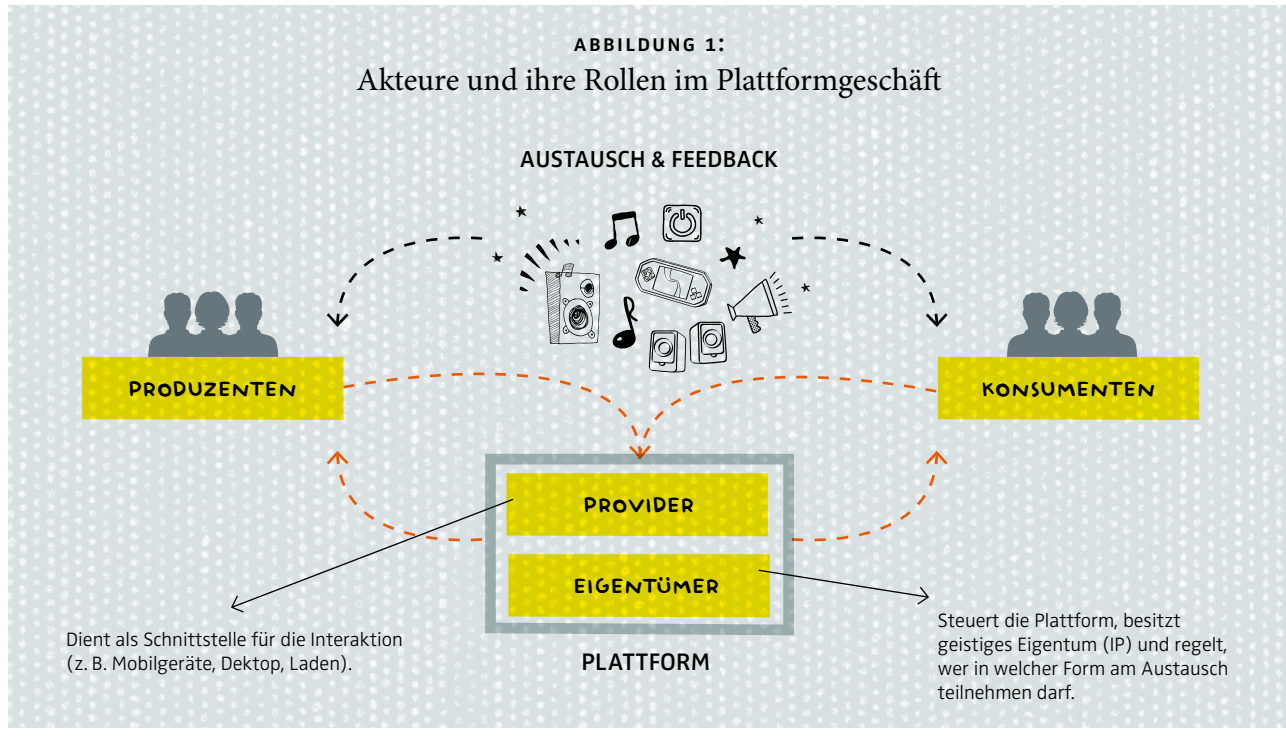 ABBILDUNG 1:
Akteure und ihre Rollen im Plattformgeschäft
AUSTAUSCH & FEEDBACK
PRODUZENTEN
KONSUMENTEN
PROVIDER
EIGENTÜMER
Dient als Schnittstelle für die Interaktion
(z. B. Mobilgeräte, Dektop, Laden).
PLATTFORM
Steuert die Plattform, besitzt
geistiges Eigentum (IP) und regelt,
wer in welcher Form am Austausch
teilnehmen darf.